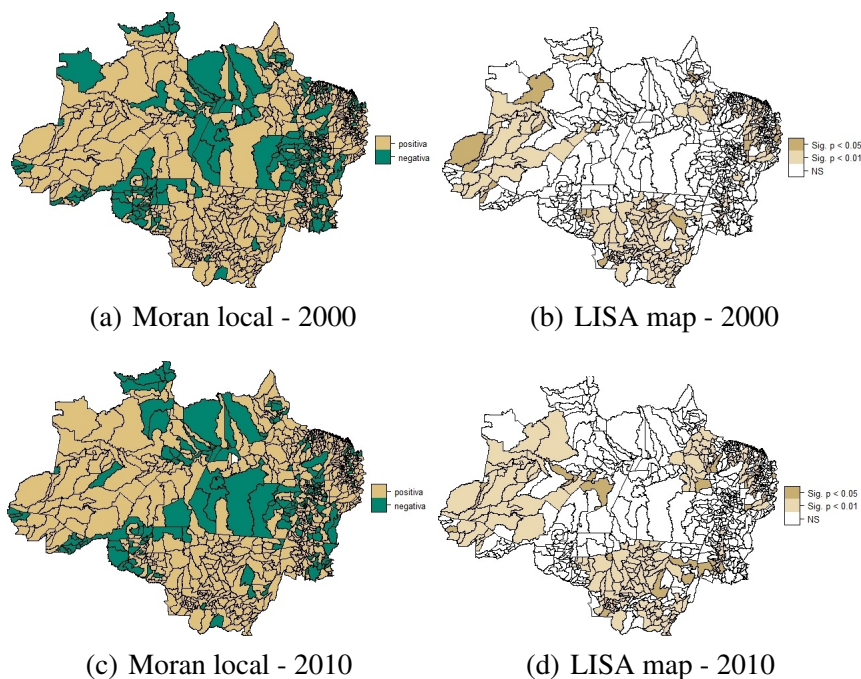 positiva
negativa
Sig. p < 0.05
Sig. p < 0.01
NS
(a) Moran local - 2000
(b) LISA map - 2000
positiva
negativa
Sig. p < 0.05
Sig. p < 0.01
NS
(c) Moran local - 2010
(d) LISA map - 2010